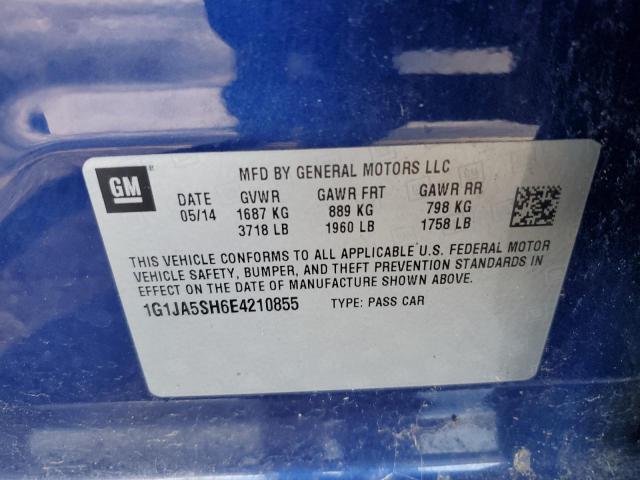 GM
MFD BY GENERAL MOTORS LLC
DATE GVWR GAWR FRT GAWR RR
05/14 1687 KG 889 KG 798 KG
3718 LB 1960 LB 1758 LB
THIS VEHICLE CONFORMS TO ALL APPLICABLE U.S. FEDERAL MOTOR
VEHICLE SAFETY, BUMPER, AND THEFT PREVENTION STANDARDS IN
EFFECT ON THE DATE OF MANUFACTURE SHOWN ABOVE.
1G1JA5SH6E4210855 TYPE: PASS CAR